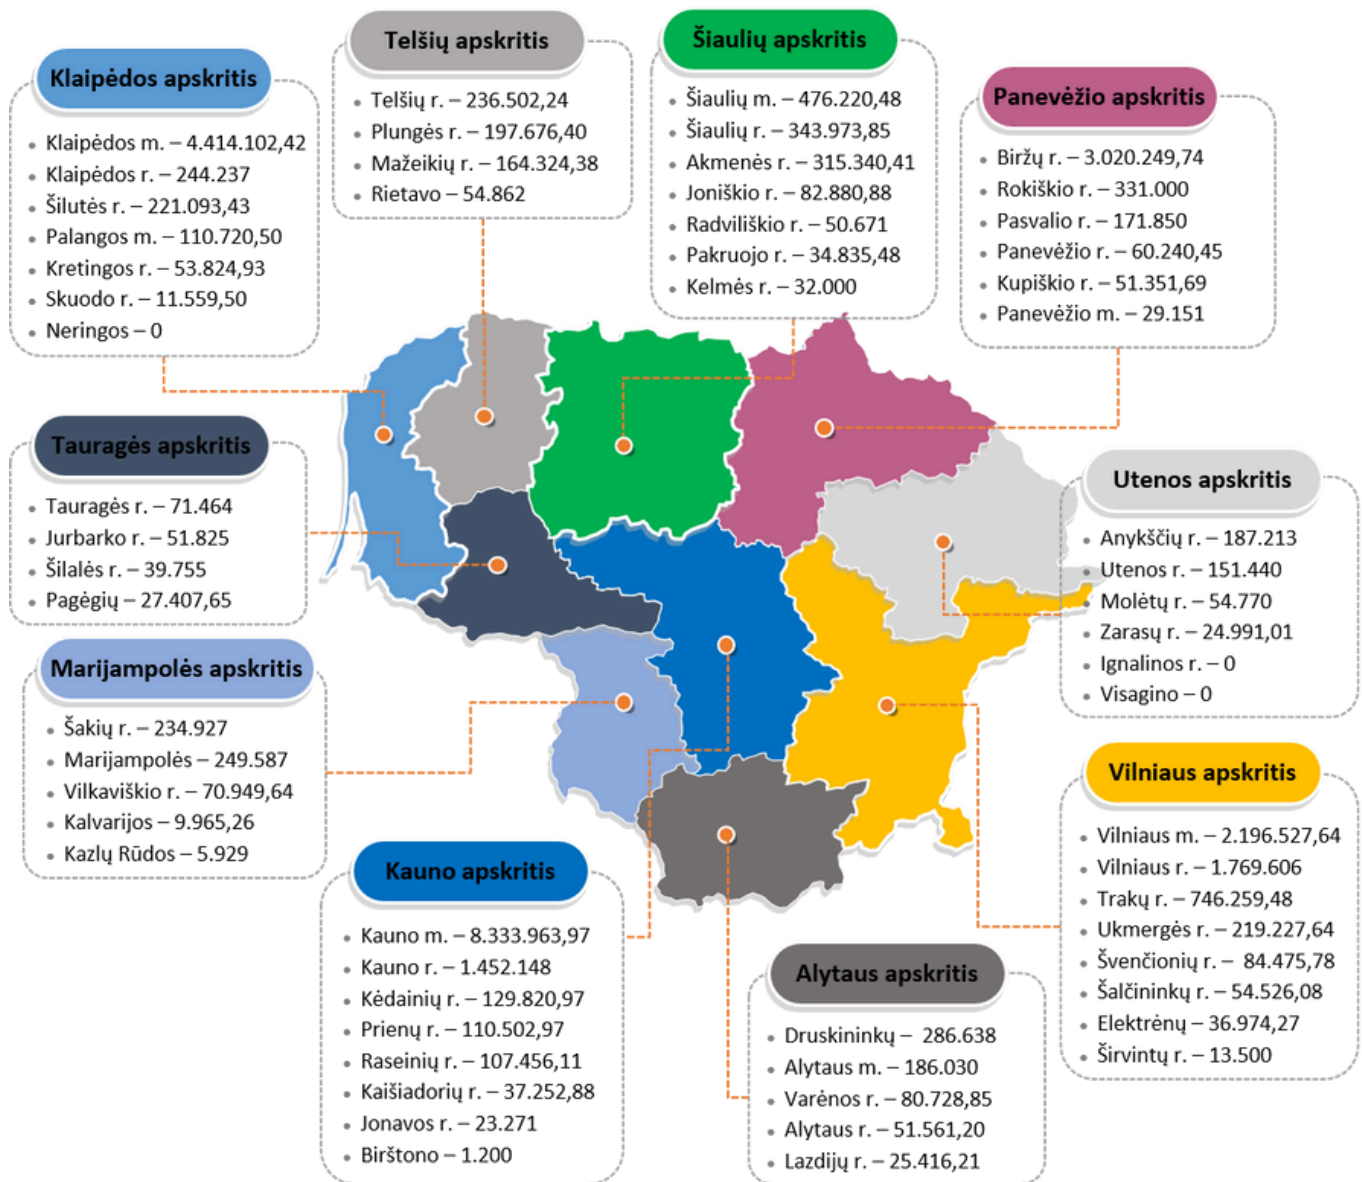 Klaipėdos apskritis
• Klaipėdos m. – 4.414.102,42
• Klaipėdos r. – 244.237
• Šilutės r. – 221.093,43
• Palangos m. – 110.720,50
• Kretingos r. – 53.824,93
• Skuodo r. – 11.559,50
• Neringos – 0
Telšių apskritis
• Telšių r. – 236.502,24
• Plungės r. – 197.676,40
• Mažeikių r. – 164.324,38
• Rietavo – 54.862
Šiaulių apskritis
• Šiaulių m. – 476.220,48
• Šiaulių r. – 343.973,85
• Akmenės r. – 315.340,41
• Joniškio r. – 82.880,88
• Radviliškio r. – 50.671
• Pakruojo r. – 34.835,48
• Kelmės r. – 32.000
Panevėžio apskritis
• Biržų r. – 3.020.249,74
• Rokiškio r. – 331.000
• Pasvalio r. – 171.850
• Panevėžio r. – 60.240,45
• Kupiškio r. – 51.351,69
• Panevėžio m. – 29.151
Tauragės apskritis
• Tauragės r. – 71.464
• Jurbarko r. – 51.825
• Šilalės r. – 39.755
• Pagėgių – 27.407,65
Utenos apskritis
• Anykščių r. – 187.213
• Utenos r. – 151.440
• Molėtų r. – 54.770
• Zarasų r. – 24.991,01
• Ignalinos r. – 0
• Visagino – 0
Marijampolės apskritis
• Šakių r. – 234.927
• Marijampolės – 249.587
• Vilkaviškio r. – 70.949,64
• Kalvarijos – 9.965,26
• Kazlų Rūdos – 5.929
Vilniaus apskritis
• Vilniaus m. – 2.196.527,64
• Vilniaus r. – 1.769.606
• Trakų r. – 746.259,48
• Ukmergės r. – 219.227,64
• Švenčionių r. – 84.475,78
• Šalčininkų r. – 54.526,08
• Elektrėnų – 36.974,27
• Širvintų r. – 13.500
Kauno apskritis
• Kauno m. – 8.333.963,97
• Kauno r. – 1.452.148
• Kėdainių r. – 129.820,97
• Prienų r. – 110.502,97
• Raseinių r. – 107.456,11
• Kaišiadorių r. – 37.252,88
• Jonavos r. – 23.271
• Birštono – 1.200
Alytaus apskritis
• Druskininkų – 286.638
• Alytaus m. – 186.030
• Varėnos r. – 80.728,85
• Alytaus r. – 51.561,20
• Lazdijų r. – 25.416,21